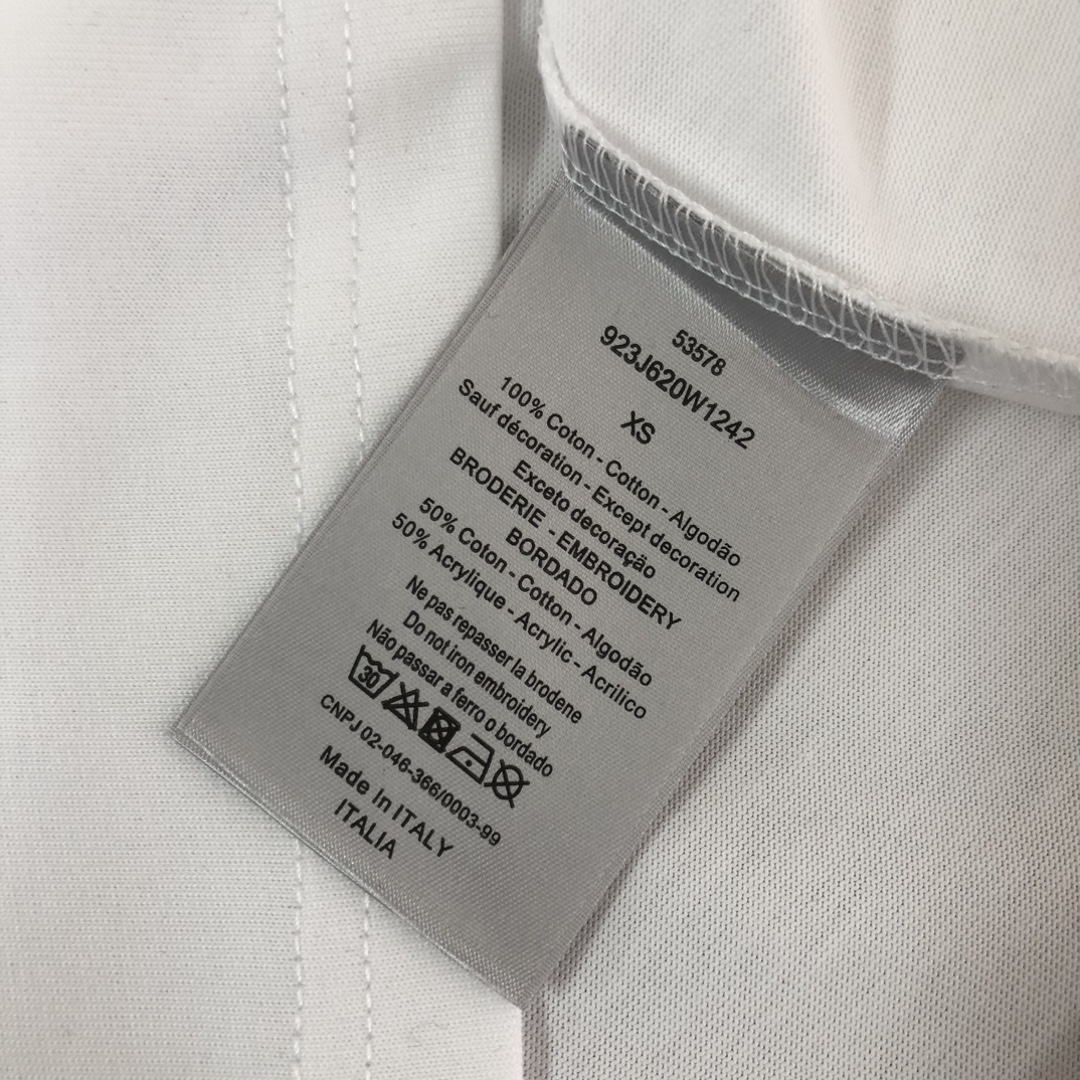 53578
923J620W1242
XS
100% Coton - Cotton - Algodão
Sauf décoration - Except decoration
Exceto decoração
BRODERIE - EMBROIDERY
BORDADO
50% Coton - Cotton - Algodão
50% Acrylique - Acrylic - Acrilico
Ne pas repasser la brodene
Do not iron embroidery
Não passar a ferro o bordado
30
CNPJ 02-046-366/0003-99
Made In ITALY
ITALIA